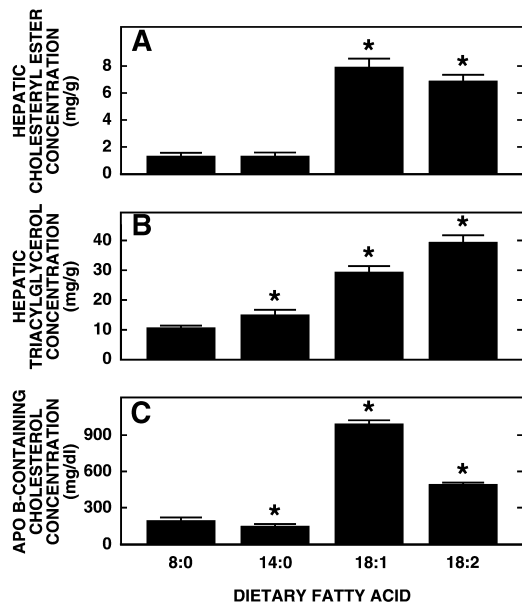 A
HEPATIC
CHOLESTERYL ESTER
CONCENTRATION
(mg/g)
8
6
4
2
0
* *
B
HEPATIC
TRIACYLGLYCEROL
CONCENTRATION
(mg/g)
40
30
20
10
0
* * *
C
APO B-CONTAINING
CHOLESTEROL
CONCENTRATION
(mg/dl)
900
600
300
0
* * *
8:0 14:0 18:1 18:2
DIETARY FATTY ACID